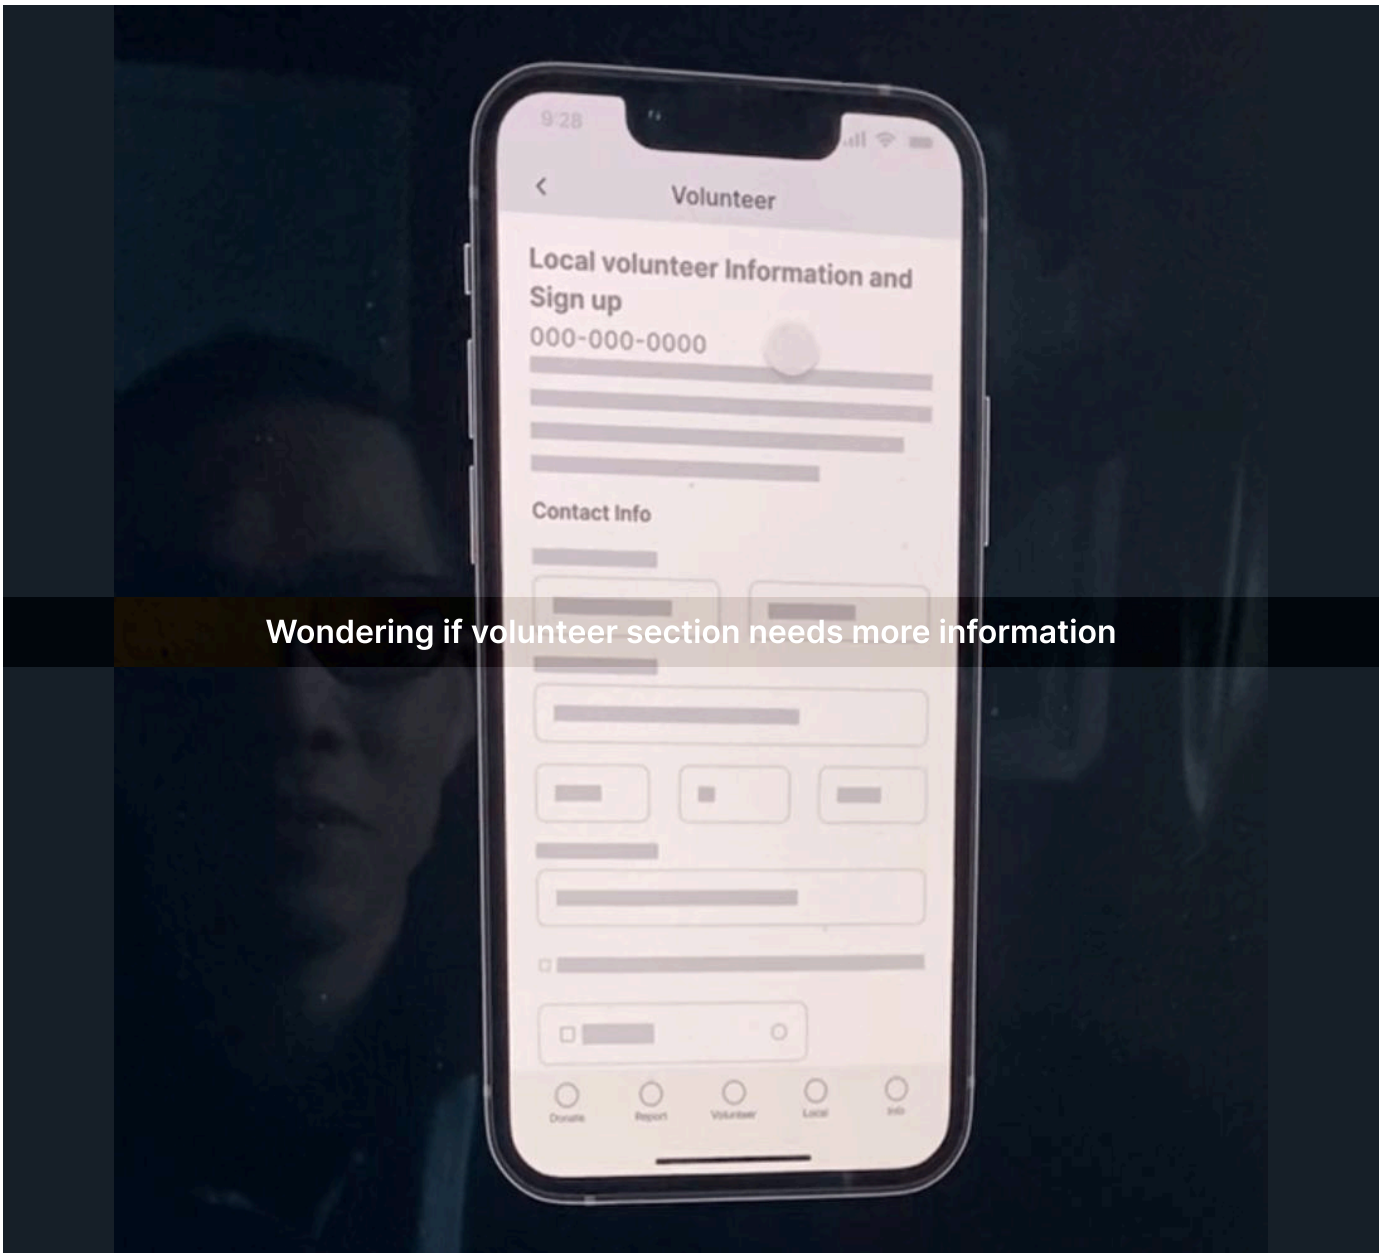 9:28
Volunteer
Local volunteer Information and
Sign up
000-000-0000
Contact Info
Wondering if volunteer section needs more information
Donate Report Volunteer Local Info